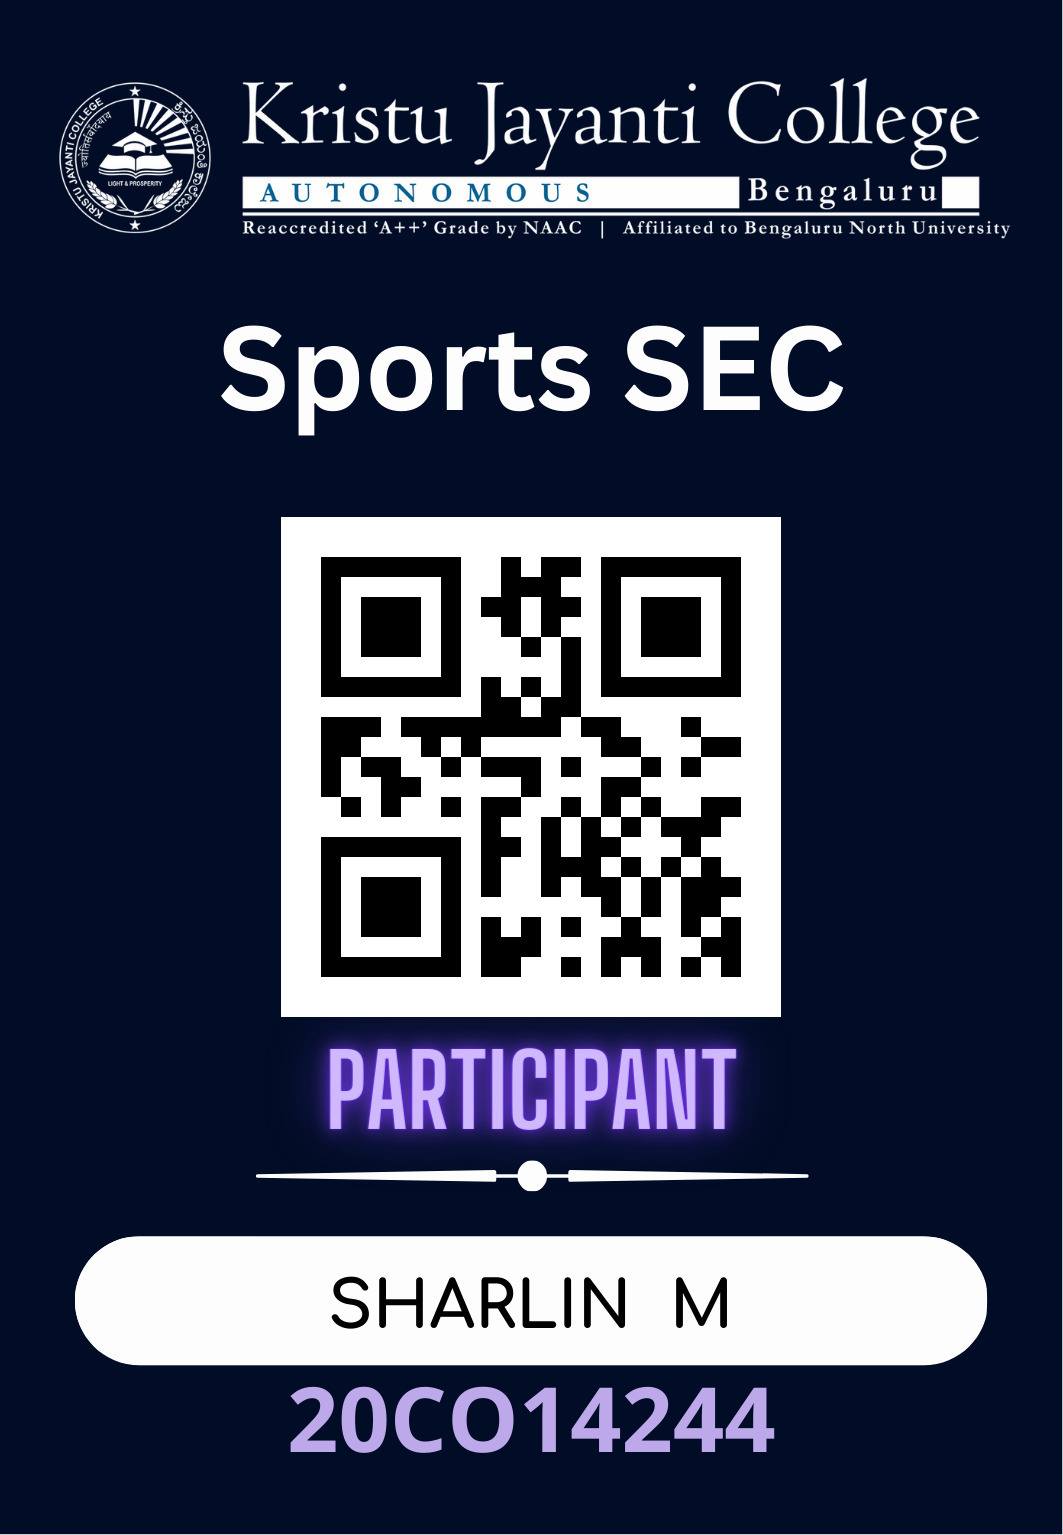 Kristu Jayanti College
AUTONOMOUS Bengaluru
Reaccredited ‘A++’ Grade by NAAC | Affiliated to Bengaluru North University
KRISTU JAYANTI COLLEGE
LIGHT & PROSPERITY
Sports SEC
PARTICIPANT
SHARLIN M
20CO14244